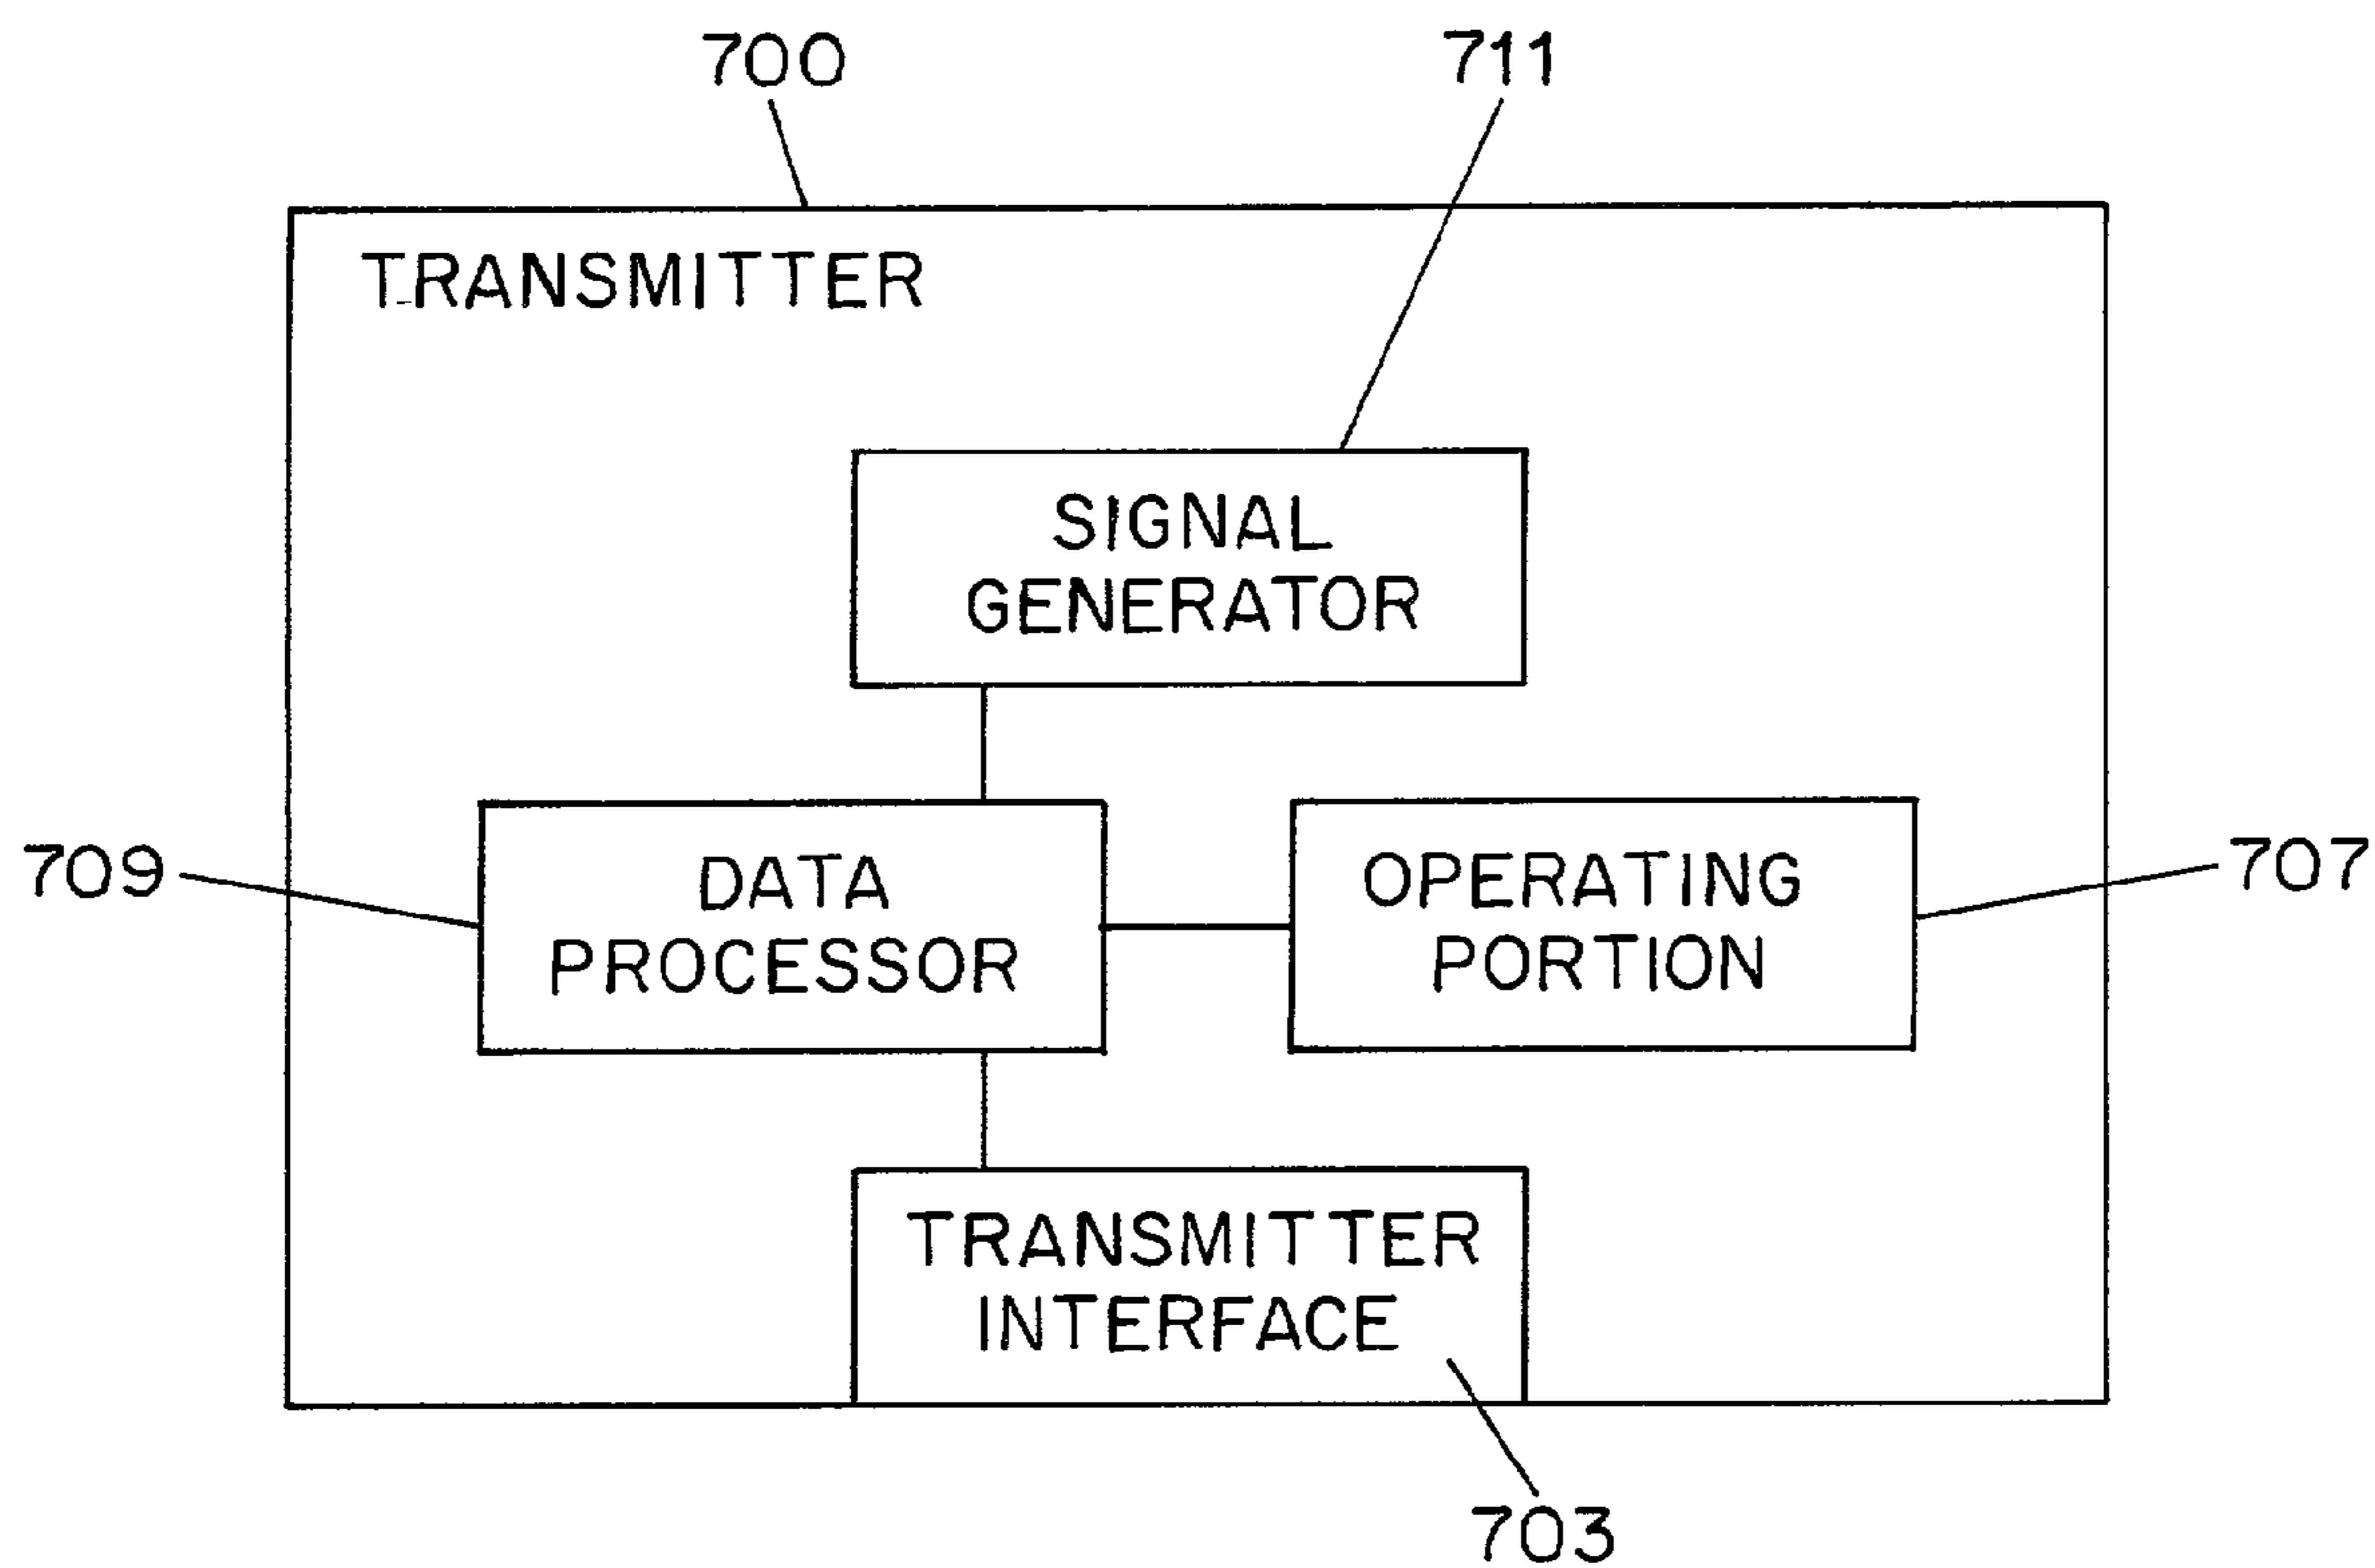 700
711
TRANSMITTER
SIGNAL
GENERATOR
709
DATA
PROCESSOR
OPERATING
PORTION
707
TRANSMITTER
INTERFACE
703